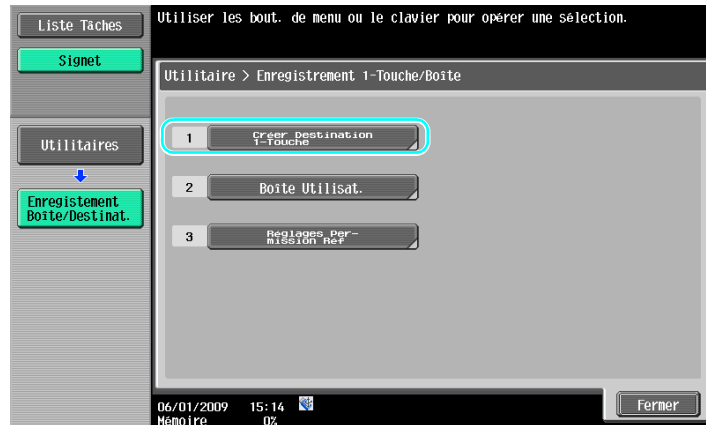 Liste Tâches
Signet
Utiliser les bout. de menu ou le clavier pour opérer une sélection.
Utilitaire > Enregistrement 1-Touche/Boîte
Utilitaires
Enregistement
Boîte/Destinat.
1 Créer Destination
1-Touche
2 Boîte Utilisat.
3 Réglages Per-
mission Réf
06/01/2009 15:14
Mémoire 0%
Fermer